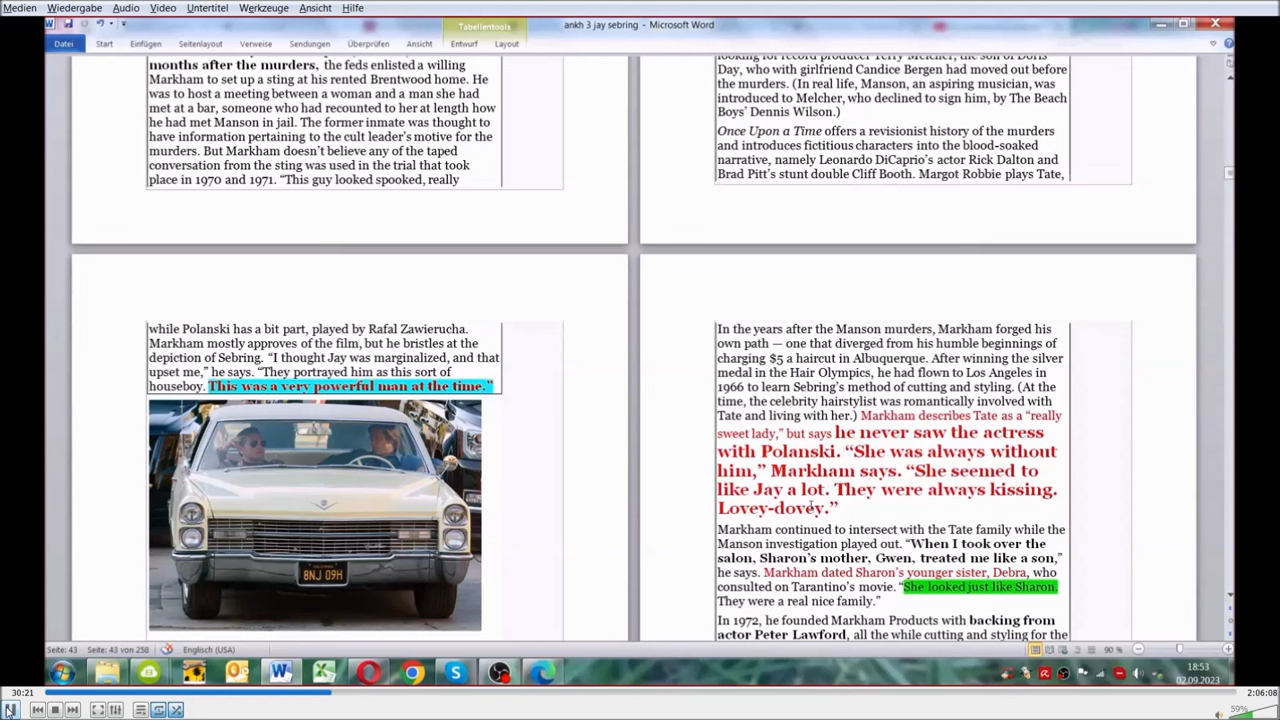 Medien Wiedergabe Audio Video Untertitel Werkzeuge Ansicht Hilfe
Tabellentools
ankh 3 jay sebring - Microsoft Word
Datei Start Einfügen Seitenlayout Verweise Sendungen Überprüfen Ansicht Entwurf Layout
months after the murders, the feds enlisted a willing
Markham to set up a sting at his rented Brentwood home. He
was to host a meeting between a woman and a man she had
met at a bar, someone who had recounted to her at length how
he had met Manson in jail. The former inmate was thought to
have information pertaining to the cult leader's motive for the
murders. But Markham doesn't believe any of the taped
conversation from the sting was used in the trial that took
place in 1970 and 1971. “This guy looked spooked, really
looking for record producer Terry Melcher, the son of Doris
Day, who with girlfriend Candice Bergen had moved out before
the murders. (In real life, Manson, an aspiring musician, was
introduced to Melcher, who declined to sign him, by The Beach
Boys’ Dennis Wilson.)
Once Upon a Time offers a revisionist history of the murders
and introduces fictitious characters into the blood-soaked
narrative, namely Leonardo DiCaprio’s actor Rick Dalton and
Brad Pitt’s stunt double Cliff Booth. Margot Robbie plays Tate,
while Polanski has a bit part, played by Rafal Zawierucha.
Markham mostly approves of the film, but he bristles at the
depiction of Sebring. “I thought Jay was marginalized, and that
upset me,” he says. “They portrayed him as this sort of
houseboy. This was a very powerful man at the time.”
8NJ 09H
In the years after the Manson murders, Markham forged his
own path — one that diverged from his humble beginnings of
charging $5 a haircut in Albuquerque. After winning the silver
medal in the Hair Olympics, he had flown to Los Angeles in
1966 to learn Sebring’s method of cutting and styling. (At the
time, the celebrity hairstylist was romantically involved with
Tate and living with her.) Markham describes Tate as a “really
sweet lady,” but says he never saw the actress
with Polanski. “She was always without
him,” Markham says. “She seemed to
like Jay a lot. They were always kissing.
Lovey-dovey.”
Markham continued to intersect with the Tate family while the
Manson investigation played out. “When I took over the
salon, Sharon’s mother, Gwen, treated me like a son,”
he says. Markham dated Sharon’s younger sister, Debra, who
consulted on Tarantino’s movie. “She looked just like Sharon.
They were a real nice family.”
In 1972, he founded Markham Products with backing from
actor Peter Lawford, all the while cutting and styling for the
Seite: 43 Seite: 43 von 258 Englisch (USA) 90 %
18:53
02.09.2023
30:21 2:06:08
59%